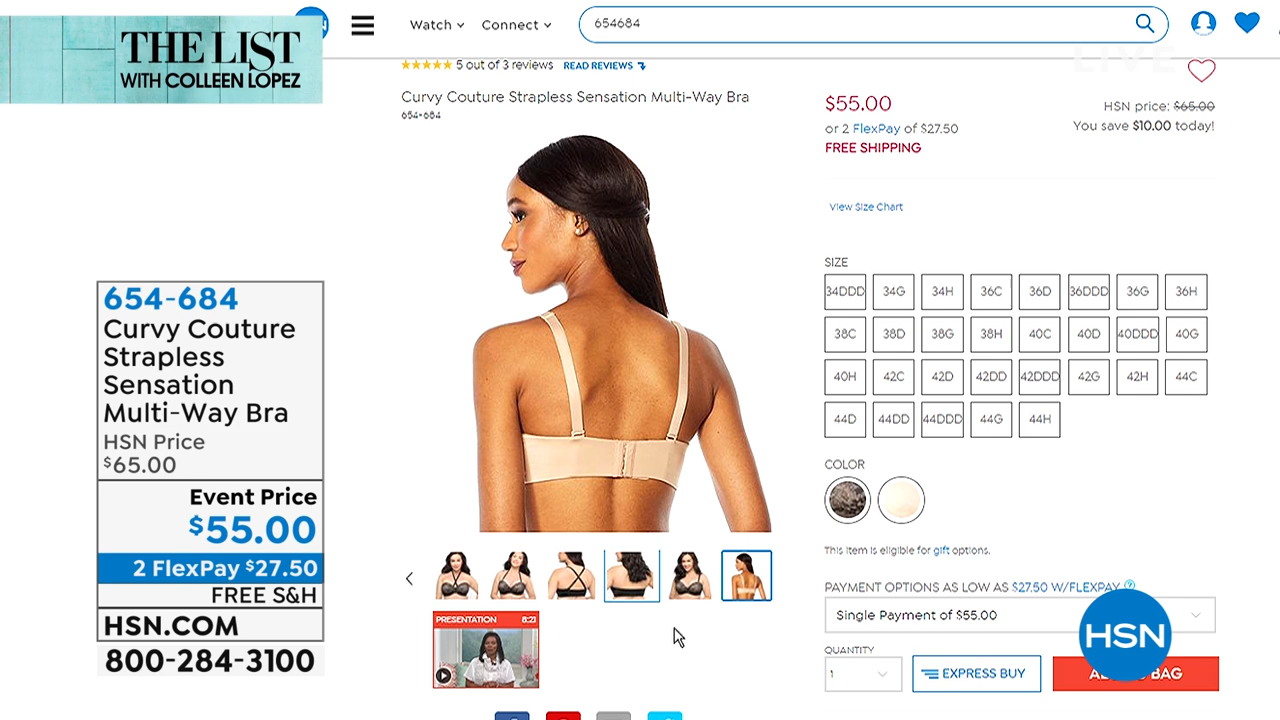 THE LIST
WITH COLLEEN LOPEZ
Watch
Connect
654684
LIVE
5 out of 3 reviews
READ REVIEWS
Curvy Couture Strapless Sensation Multi-Way Bra
654-684
$55.00
HSN price: $65.00
or 2 FlexPay of $27.50
You save $10.00 today!
FREE SHIPPING
View Size Chart
SIZE
34DDD 34G 34H 36C 36D 36DDD 36G 36H
38C 38D 38G 38H 40C 40D 40DDD 40G
40H 42C 42D 42DD 42DDD 42G 42H 44C
44D 44DD 44DDD 44G 44H
COLOR
This item is eligible for gift options.
PAYMENT OPTIONS AS LOW AS $27.50 W/FLEXPAY ?
Single Payment of $55.00
QUANTITY
1
EXPRESS BUY
BAG
HSN
PRESENTATION 8:21
654-684
Curvy Couture
Strapless
Sensation
Multi-Way Bra
HSN Price
$65.00
Event Price
$55.00
2 FlexPay $27.50
FREE S&H
HSN.COM
800-284-3100